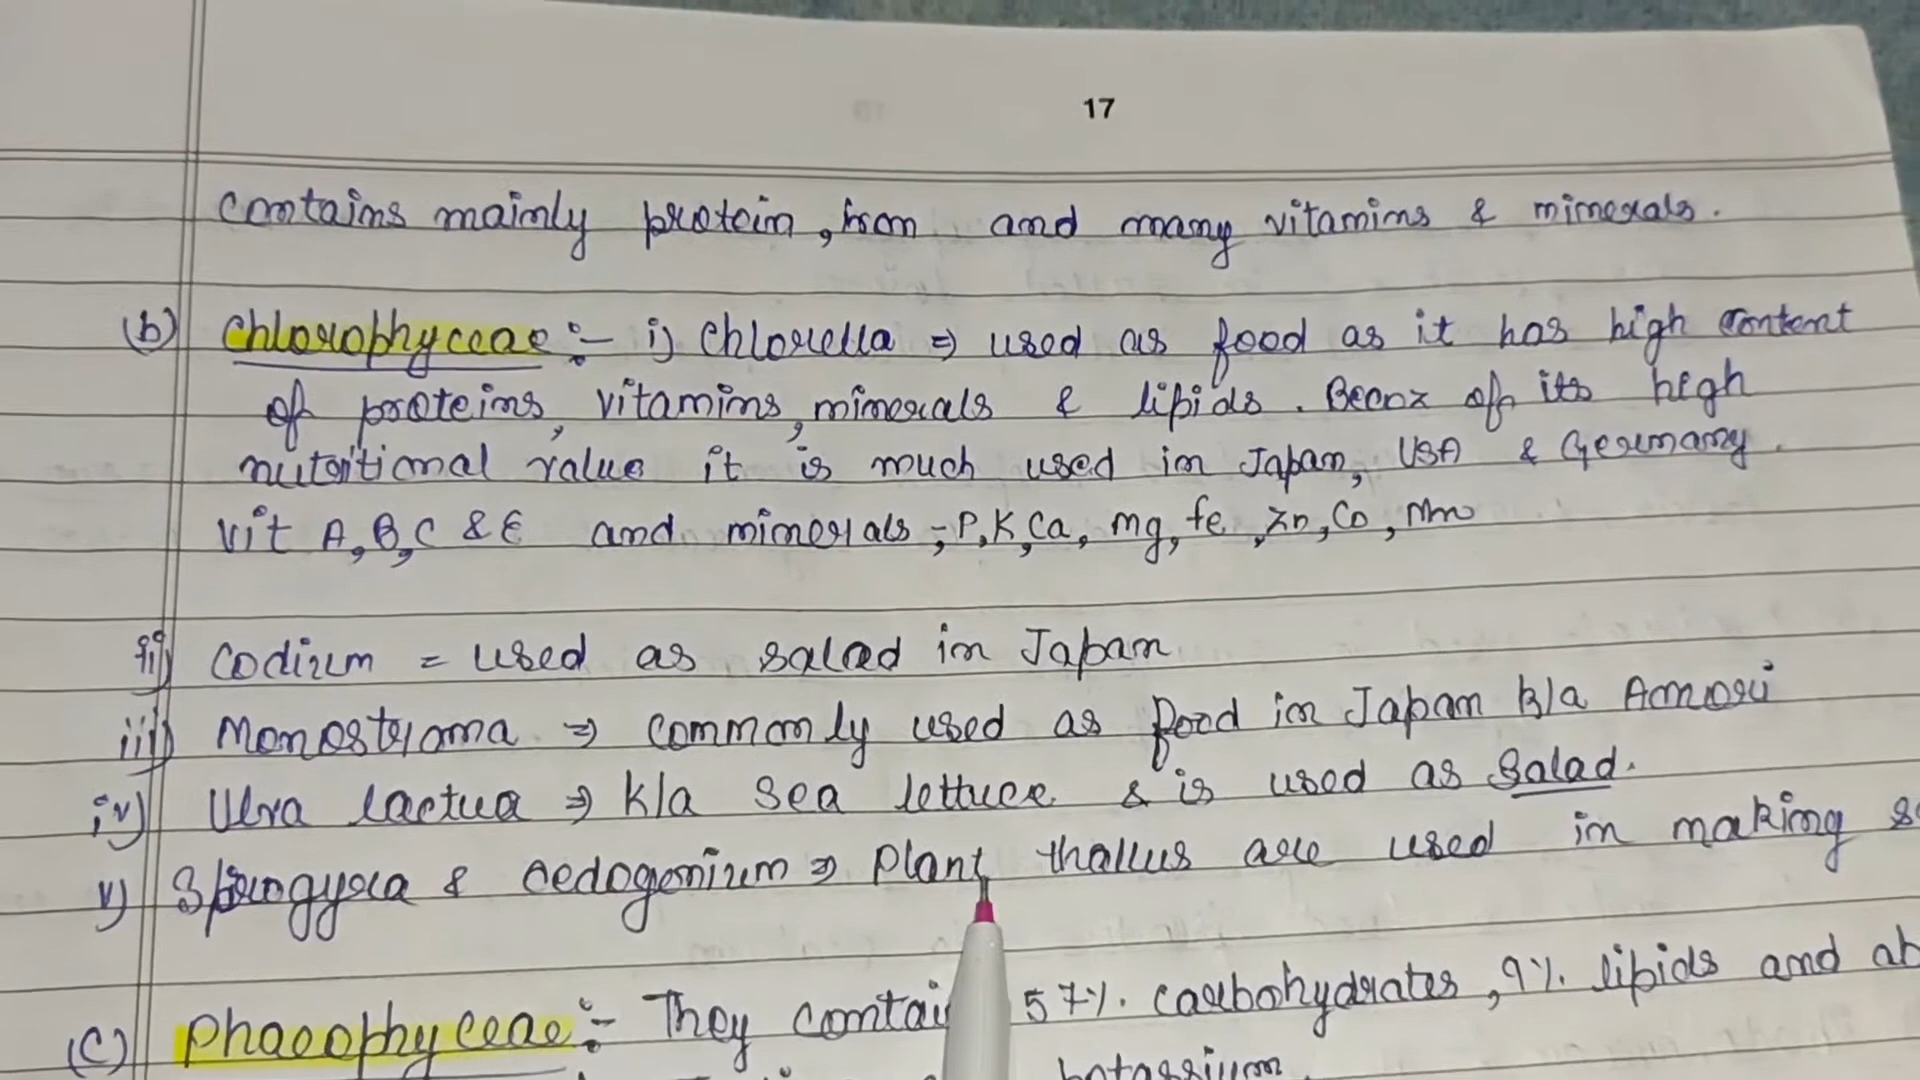 17
contains mainly protein, iron and many vitamins & minerals.
(b) Chlorophyceae :- i) Chlorella ⇒ used as food as it has high content
of proteins, vitamins, minerals & lipids. Becoz of its high
nutritional value it is much used in Japan, USA & Germany.
vit A, B, C & E and minerals ;- P, K, Ca, Mg, Fe, Zn, Co, Mn
ii) Codium = used as salad in Japan
iii) Monostroma ⇒ commonly used as food in Japan k/a Amori
iv) Ulva lactua ⇒ k/a sea lettuce & is used as Salad.
v) Spirogyra & oedogonium ⇒ Plant thallus are used in making
(C) Phaeophyceae :- They contai 57%. carbohydrates, 9%. lipids and
potassium